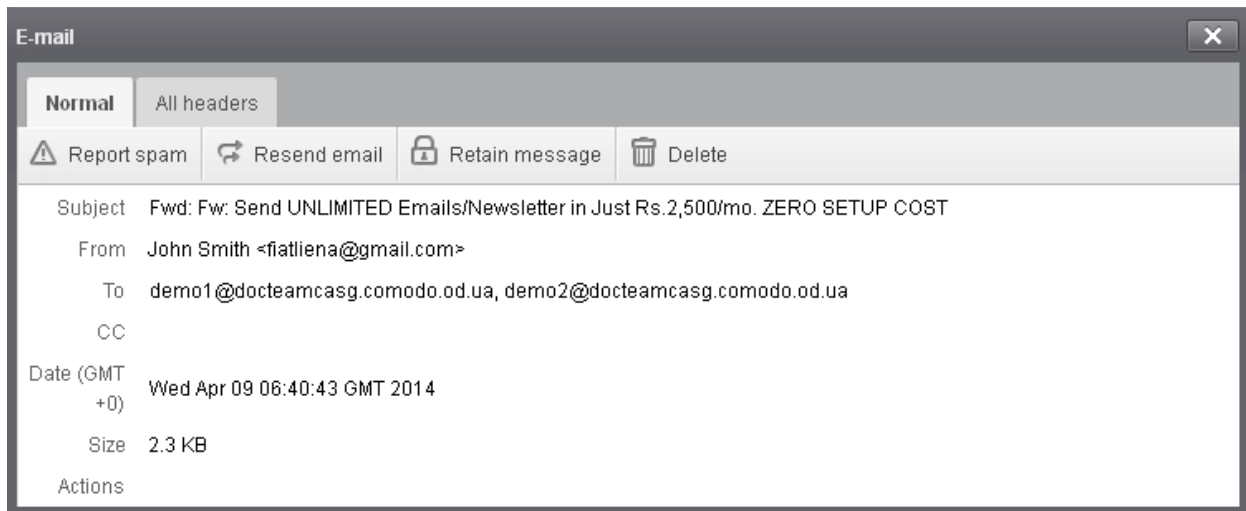 E-mail
Normal All headers
Report spam Resend email Retain message Delete
Subject Fwd: Fw: Send UNLIMITED Emails/Newsletter in Just Rs.2,500/mo. ZERO SETUP COST
From John Smith <fiatliena@gmail.com>
To demo1@docteamcasg.comodo.od.ua, demo2@docteamcasg.comodo.od.ua
CC
Date (GMT
+0) Wed Apr 09 06:40:43 GMT 2014
Size 2.3 KB
Actions